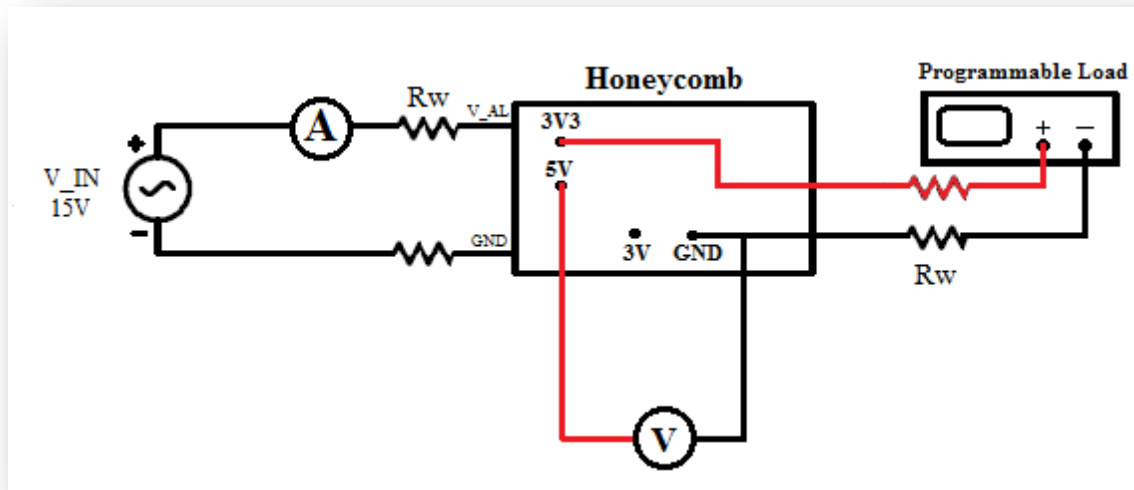 Honeycomb
Programmable Load
Rw
V_AL
A
3V3
+
−
+
5V
V_IN
15V
−
GND
3V
GND
Rw
V